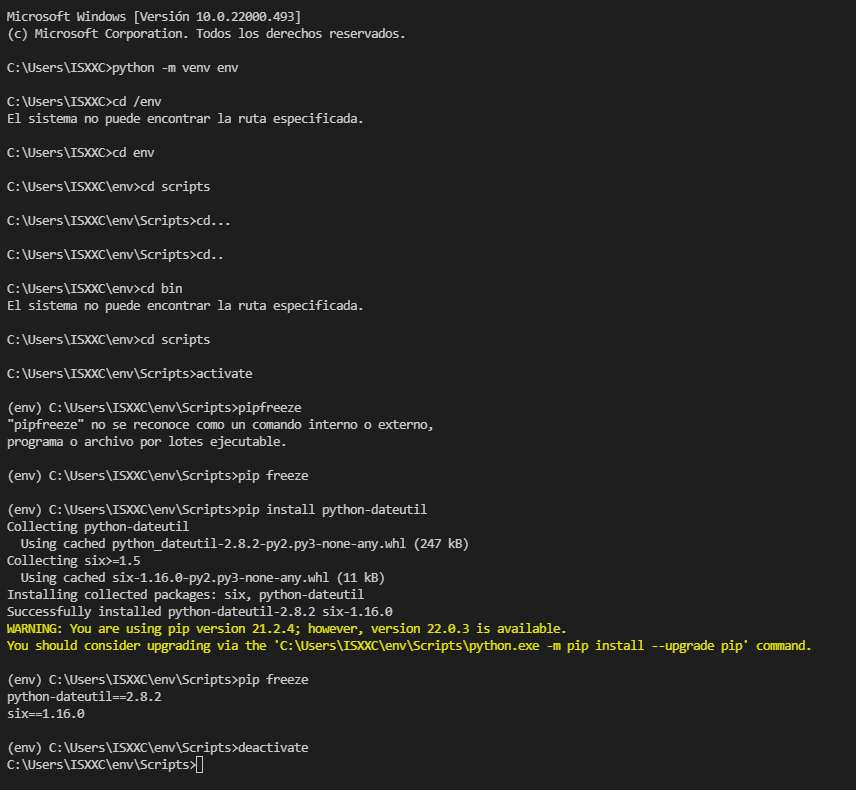 Microsoft Windows [Versión 10.0.22000.493]
(c) Microsoft Corporation. Todos los derechos reservados.
C:\Users\ISXXC>python -m venv env
C:\Users\ISXXC>cd /env
El sistema no puede encontrar la ruta especificada.
C:\Users\ISXXC>cd env
C:\Users\ISXXC\env>cd scripts
C:\Users\ISXXC\env\Scripts>cd...
C:\Users\ISXXC\env\Scripts>cd..
C:\Users\ISXXC\env>cd bin
El sistema no puede encontrar la ruta especificada.
C:\Users\ISXXC\env>cd scripts
C:\Users\ISXXC\env\Scripts>activate
(env) C:\Users\ISXXC\env\Scripts>pipfreeze
"pipfreeze" no se reconoce como un comando interno o externo,
programa o archivo por lotes ejecutable.
(env) C:\Users\ISXXC\env\Scripts>pip freeze
(env) C:\Users\ISXXC\env\Scripts>pip install python-dateutil
Collecting python-dateutil
  Using cached python_dateutil-2.8.2-py2.py3-none-any.whl (247 kB)
Collecting six>=1.5
  Using cached six-1.16.0-py2.py3-none-any.whl (11 kB)
Installing collected packages: six, python-dateutil
Successfully installed python-dateutil-2.8.2 six-1.16.0
WARNING: You are using pip version 21.2.4; however, version 22.0.3 is available.
You should consider upgrading via the 'C:\Users\ISXXC\env\Scripts\python.exe -m pip install --upgrade pip' command.
(env) C:\Users\ISXXC\env\Scripts>pip freeze
python-dateutil==2.8.2
six==1.16.0
(env) C:\Users\ISXXC\env\Scripts>deactivate
C:\Users\ISXXC\env\Scripts>